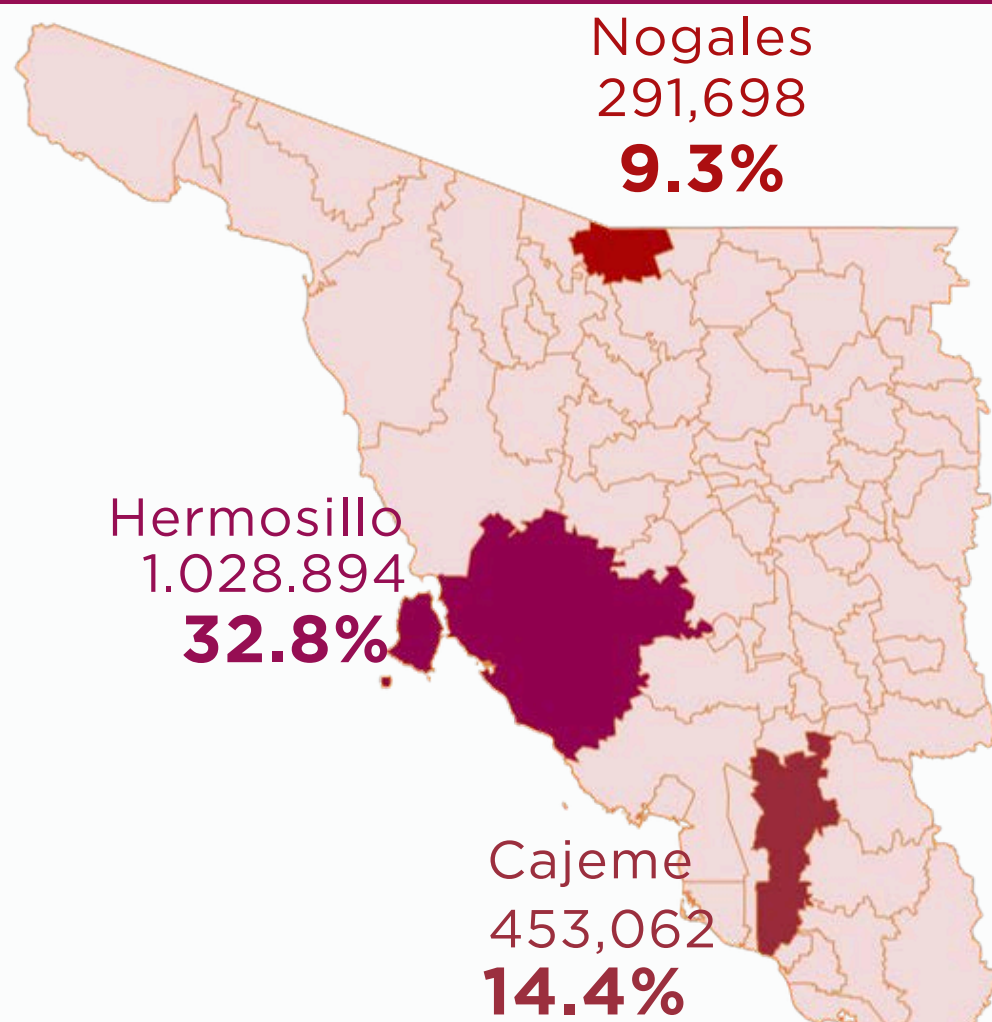 Nogales
291,698
9.3%
Hermosillo
1.028.894
32.8%
Cajeme
453,062
14.4%